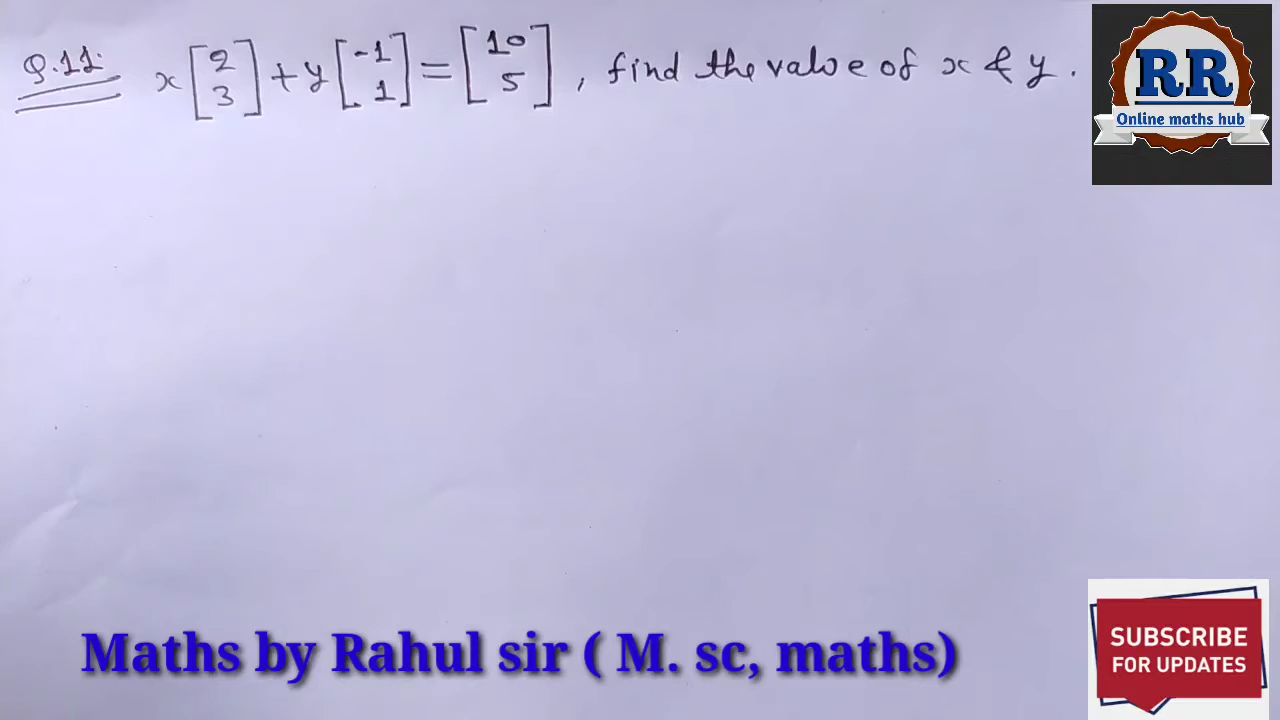 Q.11. x [2 3] + y [-1 1] = [10 5], find the value of x & y.
RR
Online maths hub
Maths by Rahul sir ( M. sc, maths)
SUBSCRIBE
FOR UPDATES